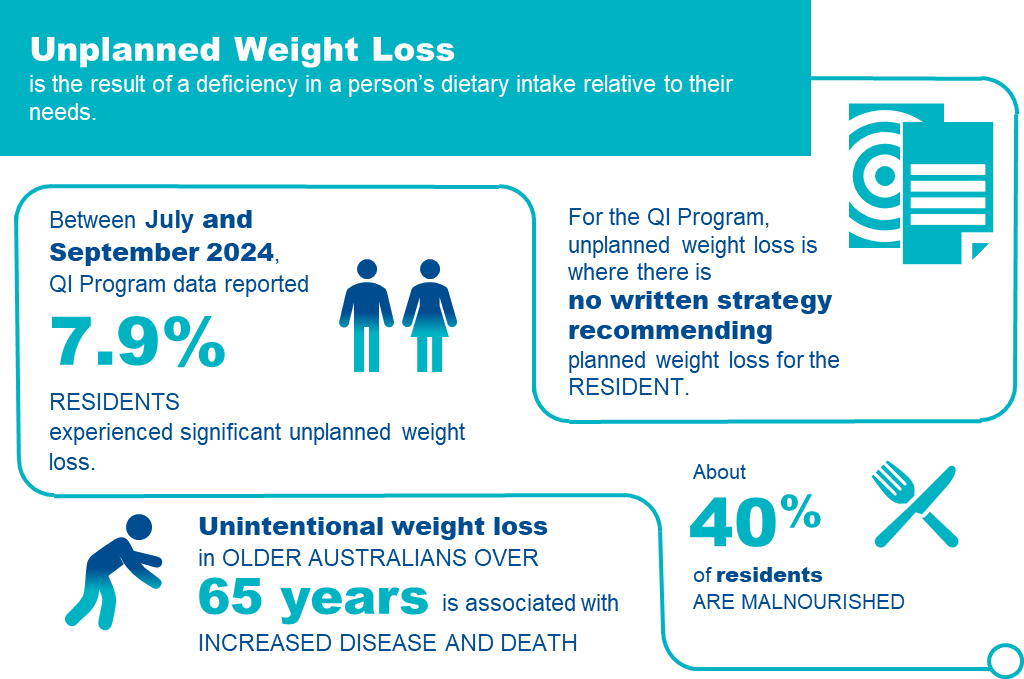 Unplanned Weight Loss
is the result of a deficiency in a person’s dietary intake relative to their
needs.
Between July and
September 2024,
QI Program data reported
7.9%
RESIDENTS
experienced significant unplanned weight
loss.
For the QI Program,
unplanned weight loss is
where there is
no written strategy
recommending
planned weight loss for the
RESIDENT.
Unintentional weight loss
in OLDER AUSTRALIANS OVER
65 years is associated with
INCREASED DISEASE AND DEATH
About
40%
of residents
ARE MALNOURISHED